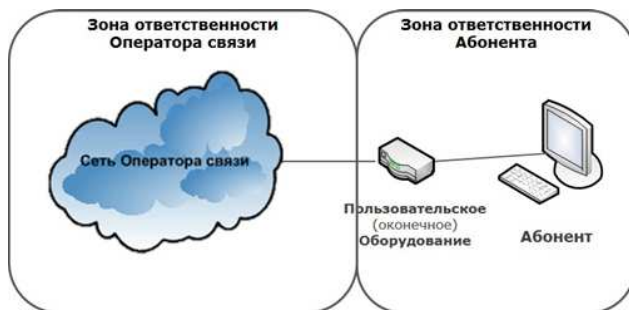 Зона ответственности
Оператора связи
Зона ответственности
Абонента
Сеть Оператора связи
Пользовательское
(оконечное)
Оборудование
Абонент